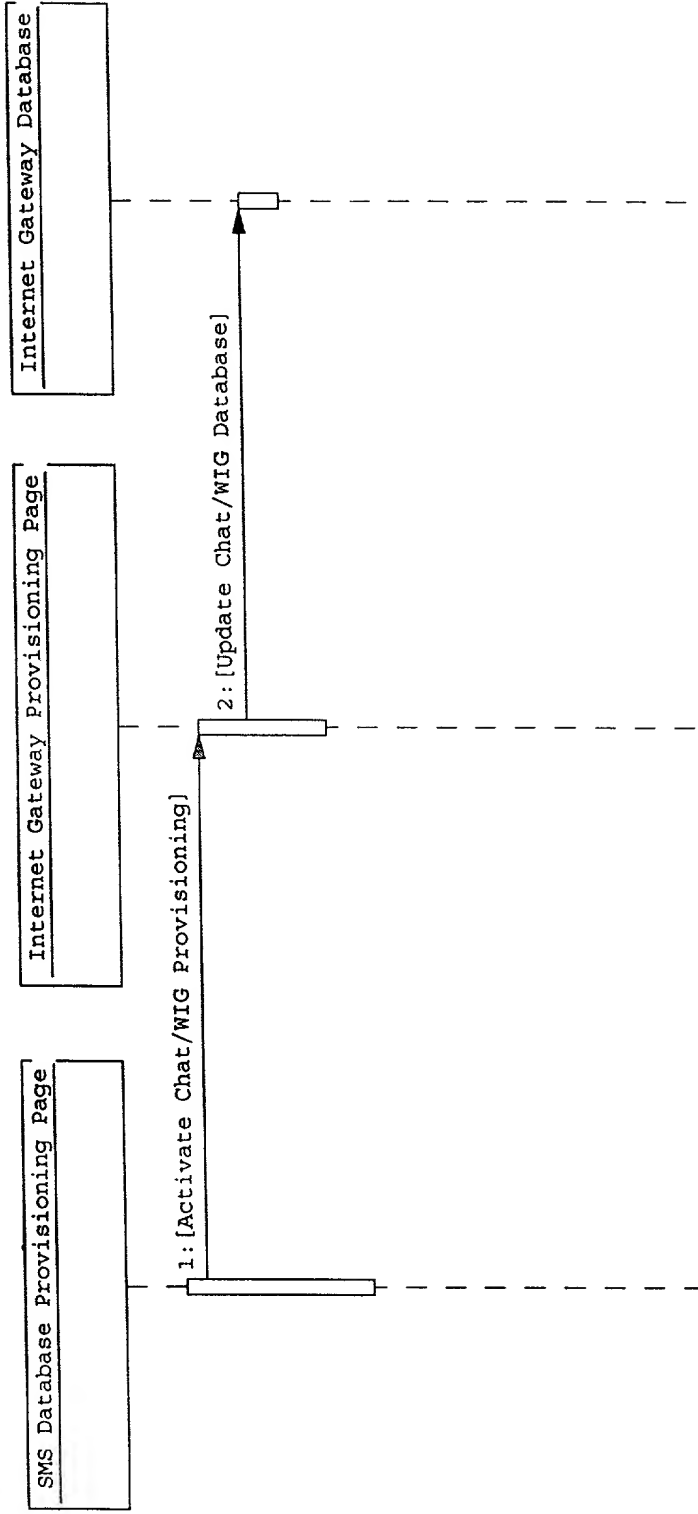 SMS Database Provisioning Page
Internet Gateway Provisioning Page
Internet Gateway Database
1:[Activate Chat/WIG Provisioning]
2:[Update Chat/WIG Database]